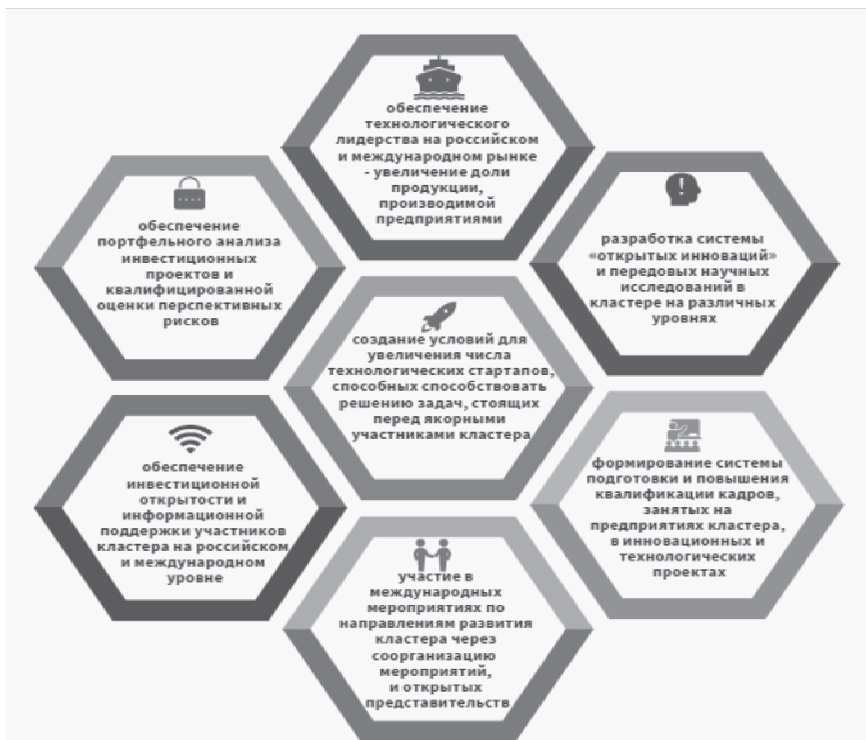 обеспечение
технологического
лидерства на российском
и международном рынке
- увеличение доли
продукции,
производимой
предприятиями
обеспечение
портфельного анализа
инвестиционных
проектов и
квалифицированной
оценки перспективных
рисков
разработка системы
«открытых инноваций»
и передовых научных
исследований в
кластере на различных
уровнях
создание условий для
увеличения числа
технологических стартапов,
способных способствовать
решению задач, стоящих
перед якорными
участниками кластера
обеспечение
инвестиционной
открытости и
информационной
поддержки участников
кластера на российском
и международном
уровне
формирование системы
подготовки и повышения
квалификации кадров,
занятых на
предприятиях кластера,
в инновационных и
технологических
проектах
участие в
международных
мероприятиях по
направлениям развития
кластера через
соорганизацию
мероприятий,
и открытых
представительств